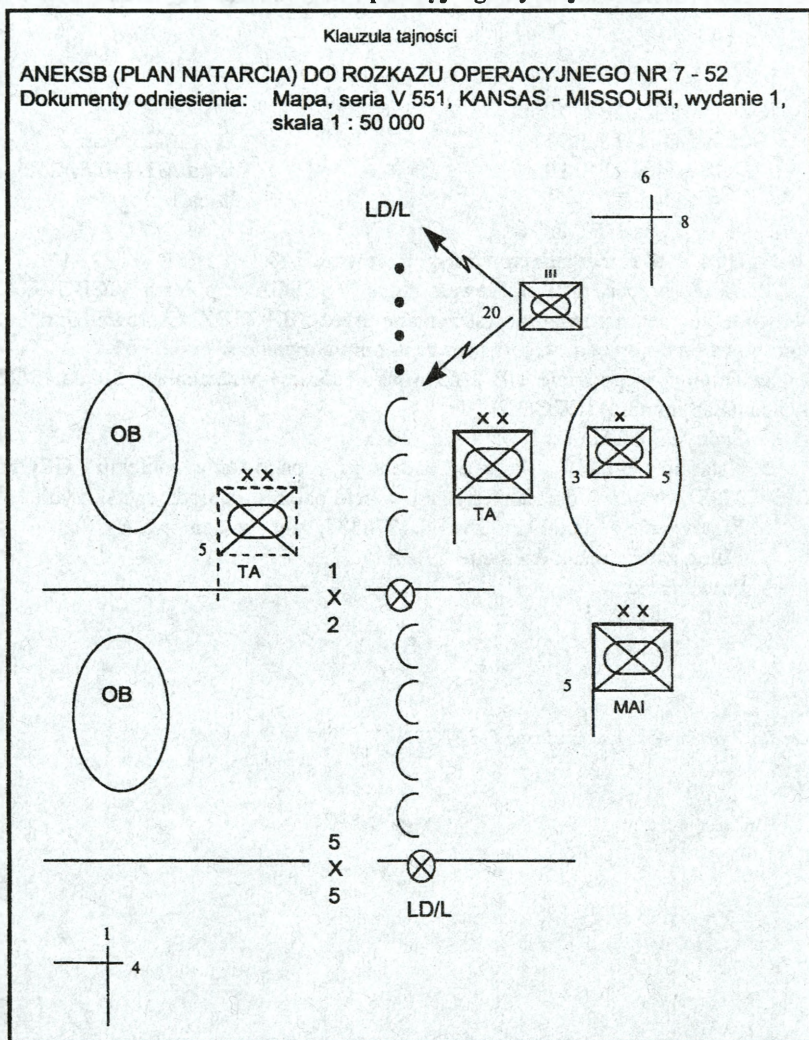 Klauzula tajności
ANEKSB (PLAN NATARCIA) DO ROZKAZU OPERACYJNEGO NR 7 - 52
Dokumenty odniesienia: Mapa, seria V 551, KANSAS - MISSOURI, wydanie 1,
skala 1 : 50 000
6
8
LD/L
III
20
OB
X X
TA
X
3 5
X X
5
TA
1
X
2
OB
X X
5
MAI
5
X
5
LD/L
1
4